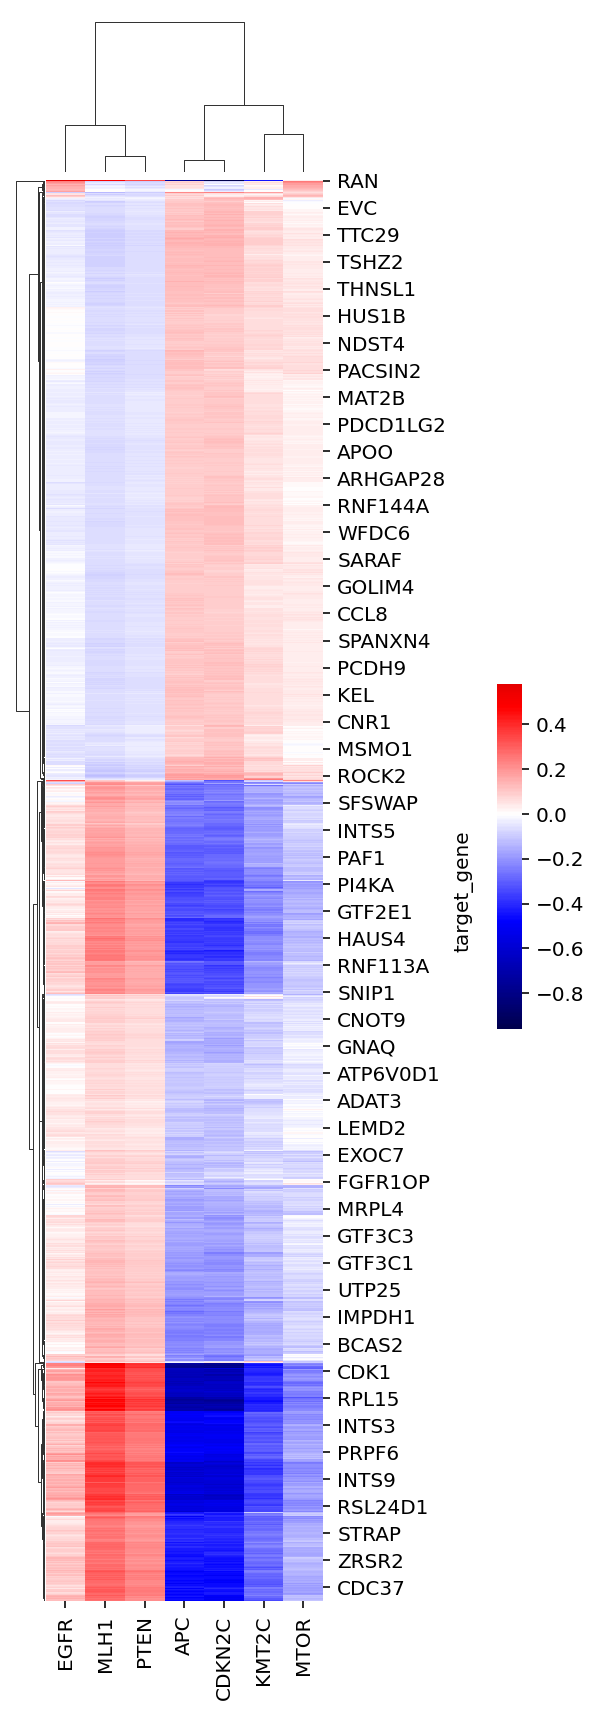 RAN
EVC
TTC29
TSHZ2
THNSL1
HUS1B
NDST4
PACSIN2
MAT2B
PDCD1LG2
APOO
ARHGAP28
RNF144A
WFDC6
SARAF
GOLIM4
CCL8
SPANXN4
PCDH9
KEL
CNR1
MSMO1
ROCK2
SFSWAP
INTS5
PAF1
PI4KA
GTF2E1
HAUS4
RNF113A
SNIP1
CNOT9
GNAQ
ATP6V0D1
ADAT3
LEMD2
EXOC7
FGFR1OP
MRPL4
GTF3C3
GTF3C1
UTP25
IMPDH1
BCAS2
CDK1
RPL15
INTS3
PRPF6
INTS9
RSL24D1
STRAP
ZRSR2
CDC37
target_gene
0.4
0.2
0.0
−0.2
−0.4
−0.6
−0.8
EGFR
MLH1
PTEN
APC
CDKN2C
KMT2C
MTOR